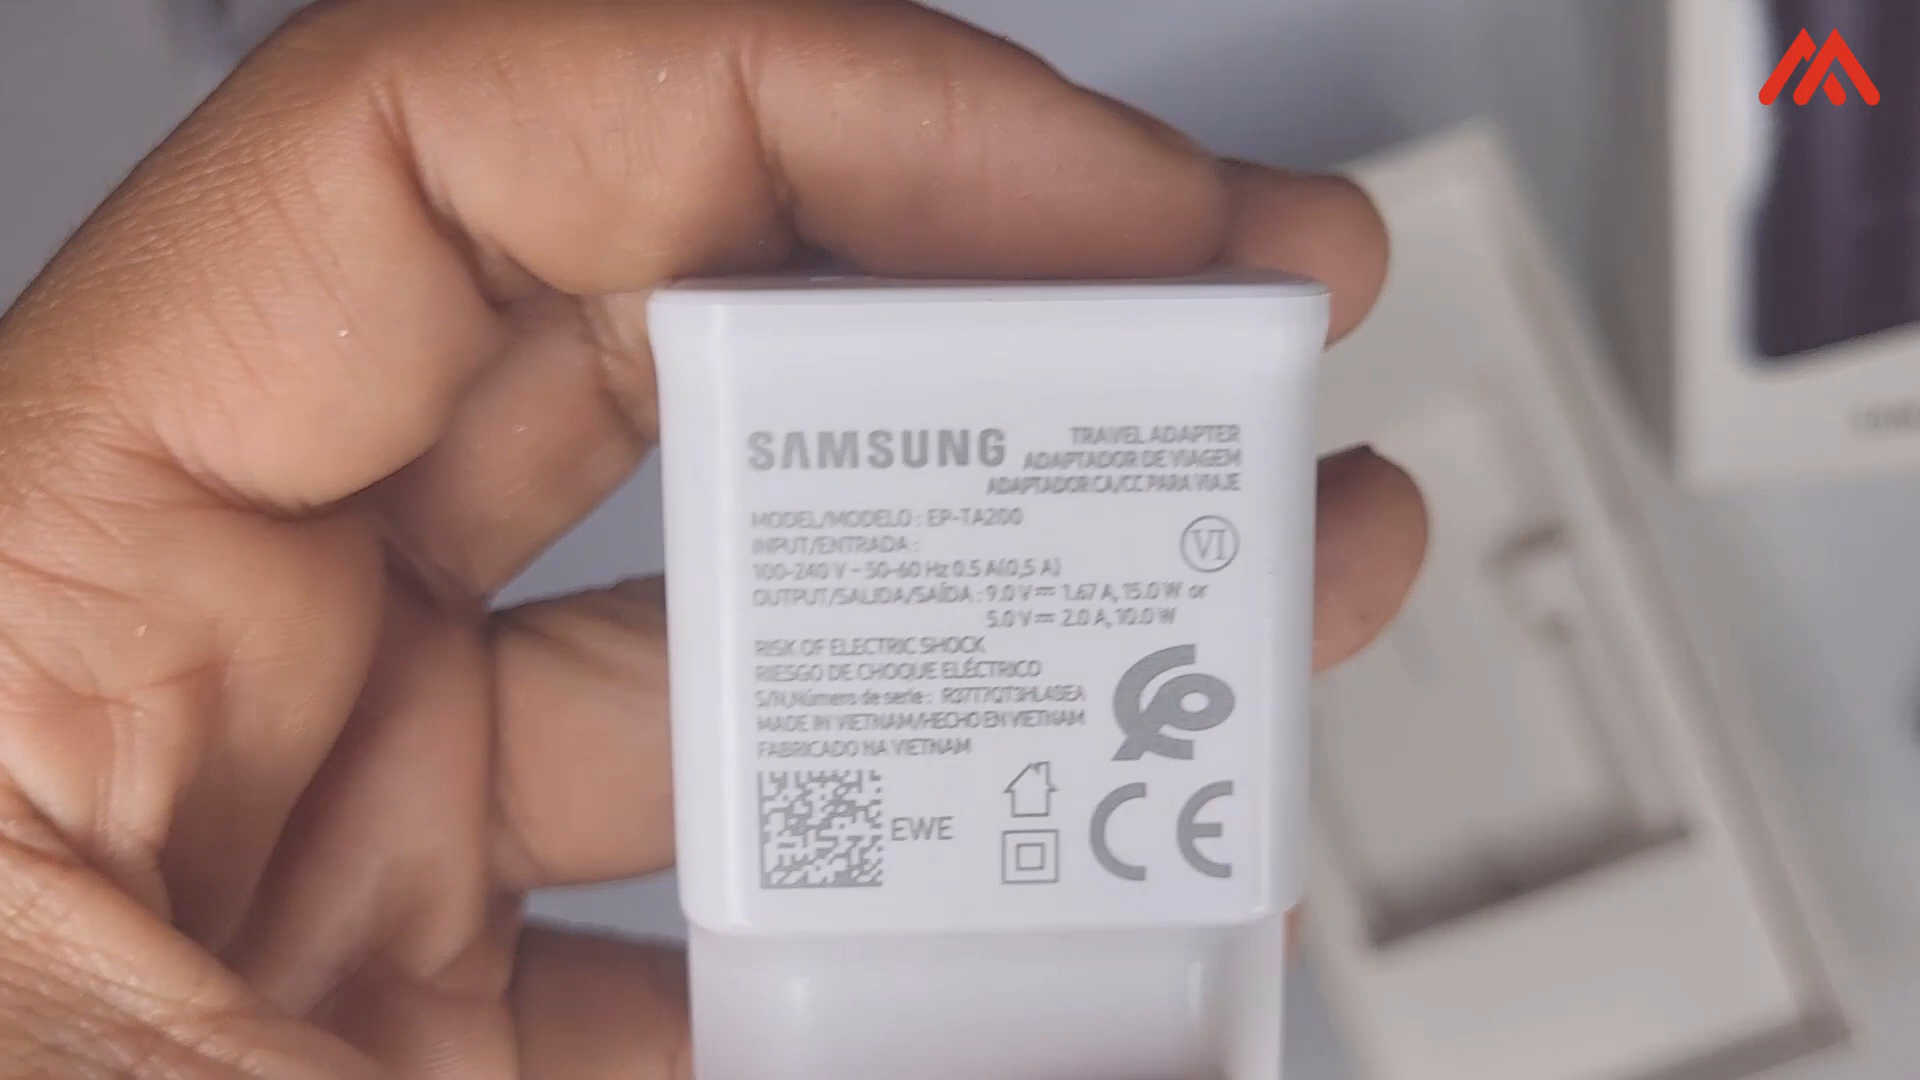 SAMSUNG
TRAVEL ADAPTER
ADAPTADOR DE VIAGEM
ADAPTADOR CA/CC PARA VIAJE
MODEL/MODELO : EP-TA200
VI
INPUT/ENTRADA :
100-240 V ~ 50-60 Hz 0.5 A(0,5 A)
OUTPUT/SALIDA/SAÍDA : 9.0 V⎓ 1.67 A, 15.0 W or
5.0 V⎓ 2.0 A, 10.0 W
RISK OF ELECTRIC SHOCK
RIESGO DE CHOQUE ELÉCTRICO
S/N,Número de serie :
MADE IN VIETNAM/HECHO EN VIETNAM
FABRICADO NA VIETNAM
EWE
CE